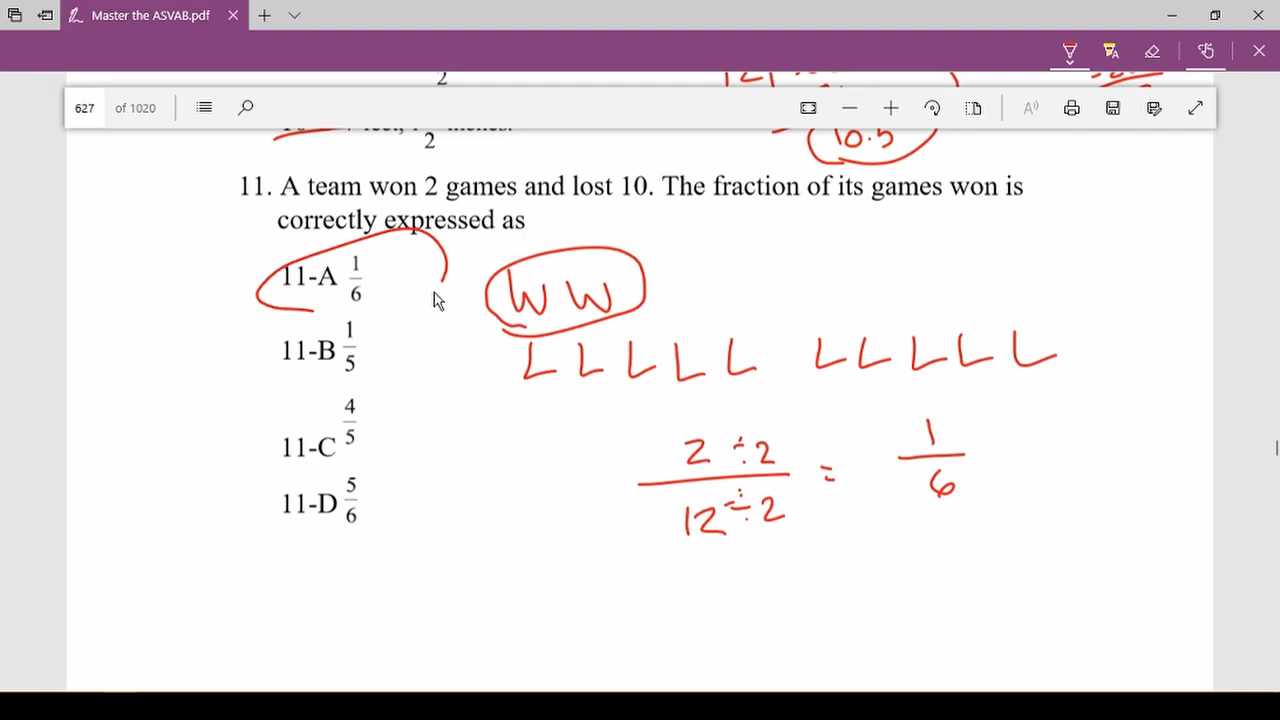 Master the ASVAB.pdf
2
627 of 1020
2
10.5
11. A team won 2 games and lost 10. The fraction of its games won is
correctly expressed as
11-A 1/6
W W
11-B 1/5
L L L L L L L L L L
11-C 4/5
2 ÷2 / 12 ÷2 = 1/6
11-D 5/6